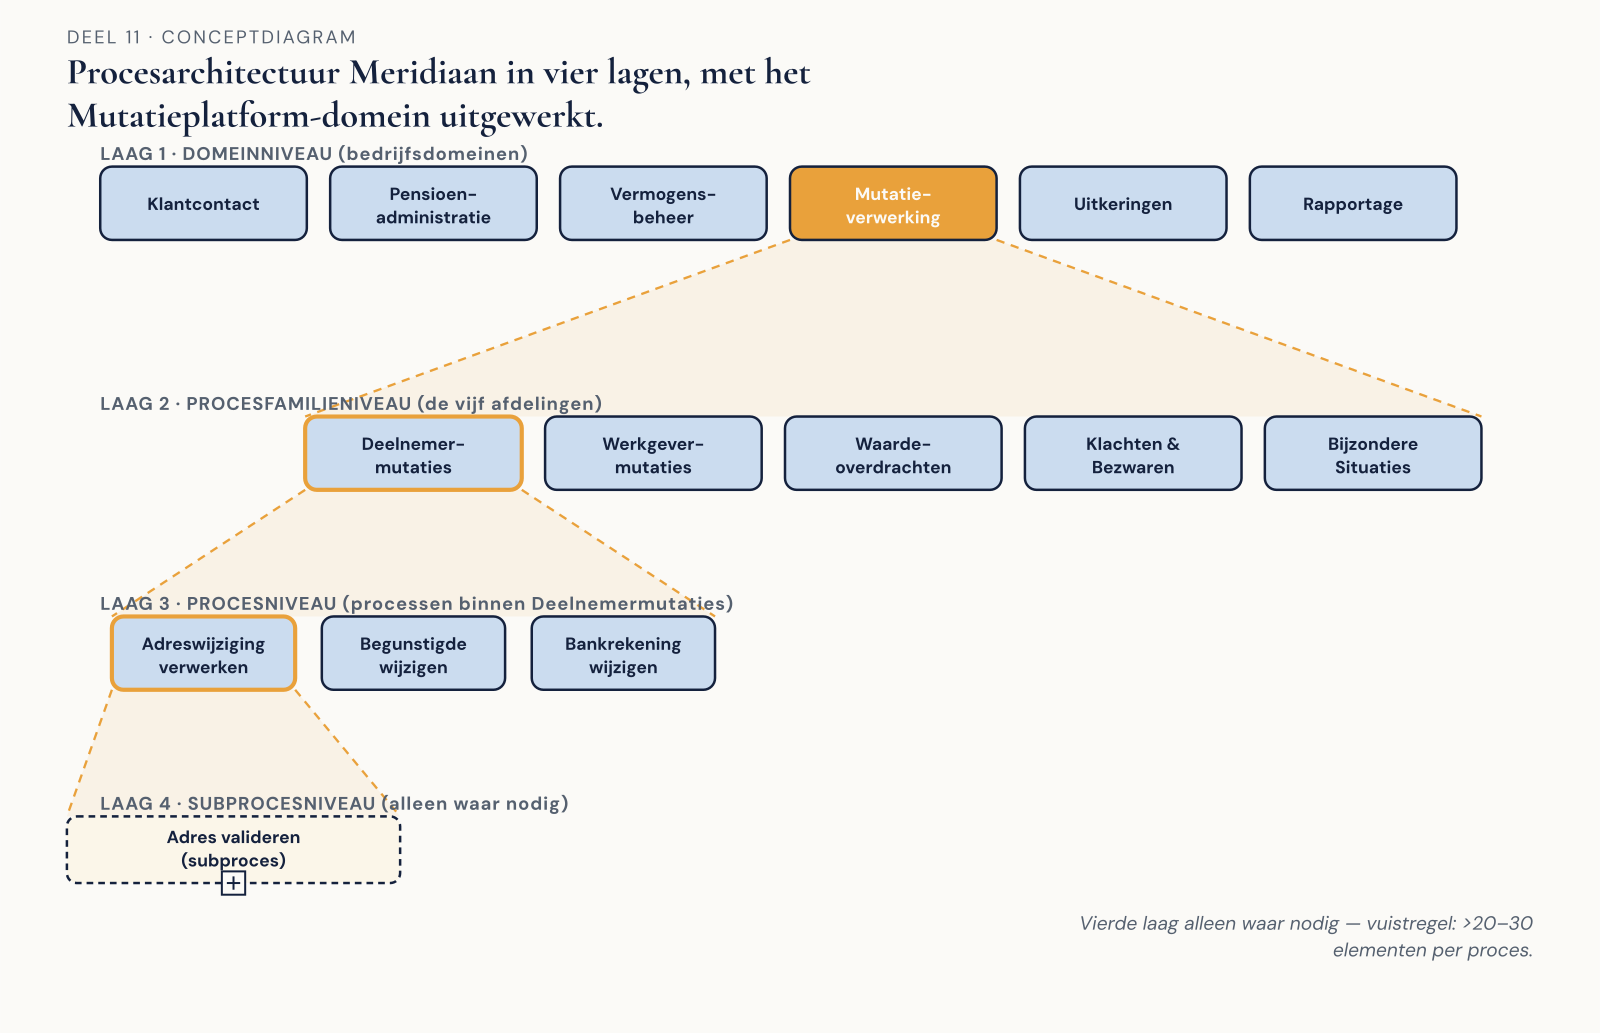 DEEL 11 · CONCEPTDIAGRAM
Procesarchitectuur Meridiaan in vier lagen, met het
Mutatieplatform-domein uitgewerkt.
LAAG 1 · DOMEINNIVEAU (bedrijfsdomeinen)
Klantcontact
Pensioen-
administratie
Vermogens-
beheer
Mutatie-
verwerking
Uitkeringen
Rapportage
LAAG 2 · PROCESFAMILIENIVEAU (de vijf afdelingen)
Deelnemer-
mutaties
Werkgever-
mutaties
Waarde-
overdrachten
Klachten &
Bezwaren
Bijzondere
Situaties
LAAG 3 · PROCESNIVEAU (processen binnen Deelnemermutaties)
Adreswijziging
verwerken
Begunstigde
wijzigen
Bankrekening
wijzigen
LAAG 4 · SUBPROCESNIVEAU (alleen waar nodig)
Adres valideren
(subproces)
Vierde laag alleen waar nodig — vuistregel: >20–30
elementen per proces.